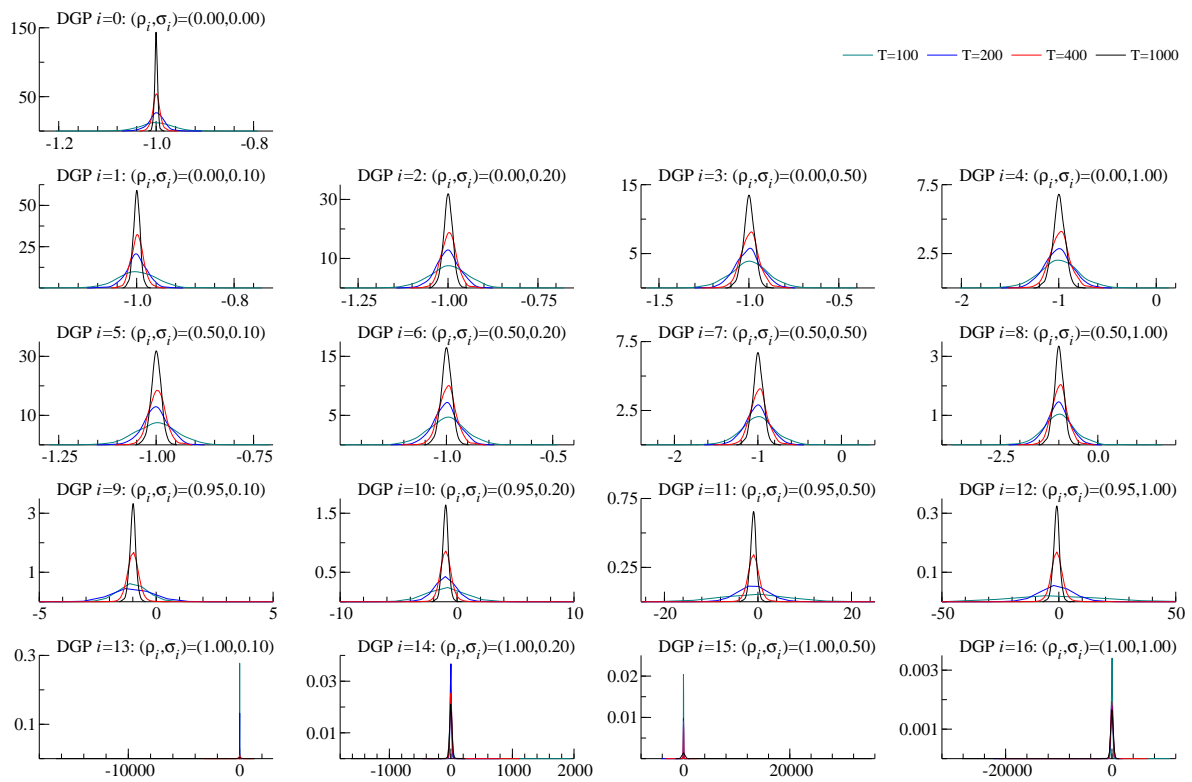 DGP i=0: (ρi,σi)=(0.00,0.00)
150
50
-1.2 -1.0 -0.8
T=100 T=200 T=400 T=1000
DGP i=1: (ρi,σi)=(0.00,0.10)
50
25
-1.0 -0.8
DGP i=2: (ρi,σi)=(0.00,0.20)
30
10
-1.25 -1.00 -0.75
DGP i=3: (ρi,σi)=(0.00,0.50)
15
5
-1.5 -1.0 -0.5
DGP i=4: (ρi,σi)=(0.00,1.00)
7.5
2.5
-2 -1 0
DGP i=5: (ρi,σi)=(0.50,0.10)
30
10
-1.25 -1.00 -0.75
DGP i=6: (ρi,σi)=(0.50,0.20)
15
5
-1.0 -0.5
DGP i=7: (ρi,σi)=(0.50,0.50)
7.5
2.5
-2 -1 0
DGP i=8: (ρi,σi)=(0.50,1.00)
3
1
-2.5 0.0
DGP i=9: (ρi,σi)=(0.95,0.10)
3
1
-5 0 5
DGP i=10: (ρi,σi)=(0.95,0.20)
1.5
0.5
-10 0 10
DGP i=11: (ρi,σi)=(0.95,0.50)
0.75
0.25
-20 0 20
DGP i=12: (ρi,σi)=(0.95,1.00)
0.3
0.1
-50 0 50
DGP i=13: (ρi,σi)=(1.00,0.10)
0.3
0.1
-10000 0
DGP i=14: (ρi,σi)=(1.00,0.20)
0.03
0.01
-1000 0 1000 2000
DGP i=15: (ρi,σi)=(1.00,0.50)
0.02
0.01
0 20000
DGP i=16: (ρi,σi)=(1.00,1.00)
0.003
0.001
-20000 0